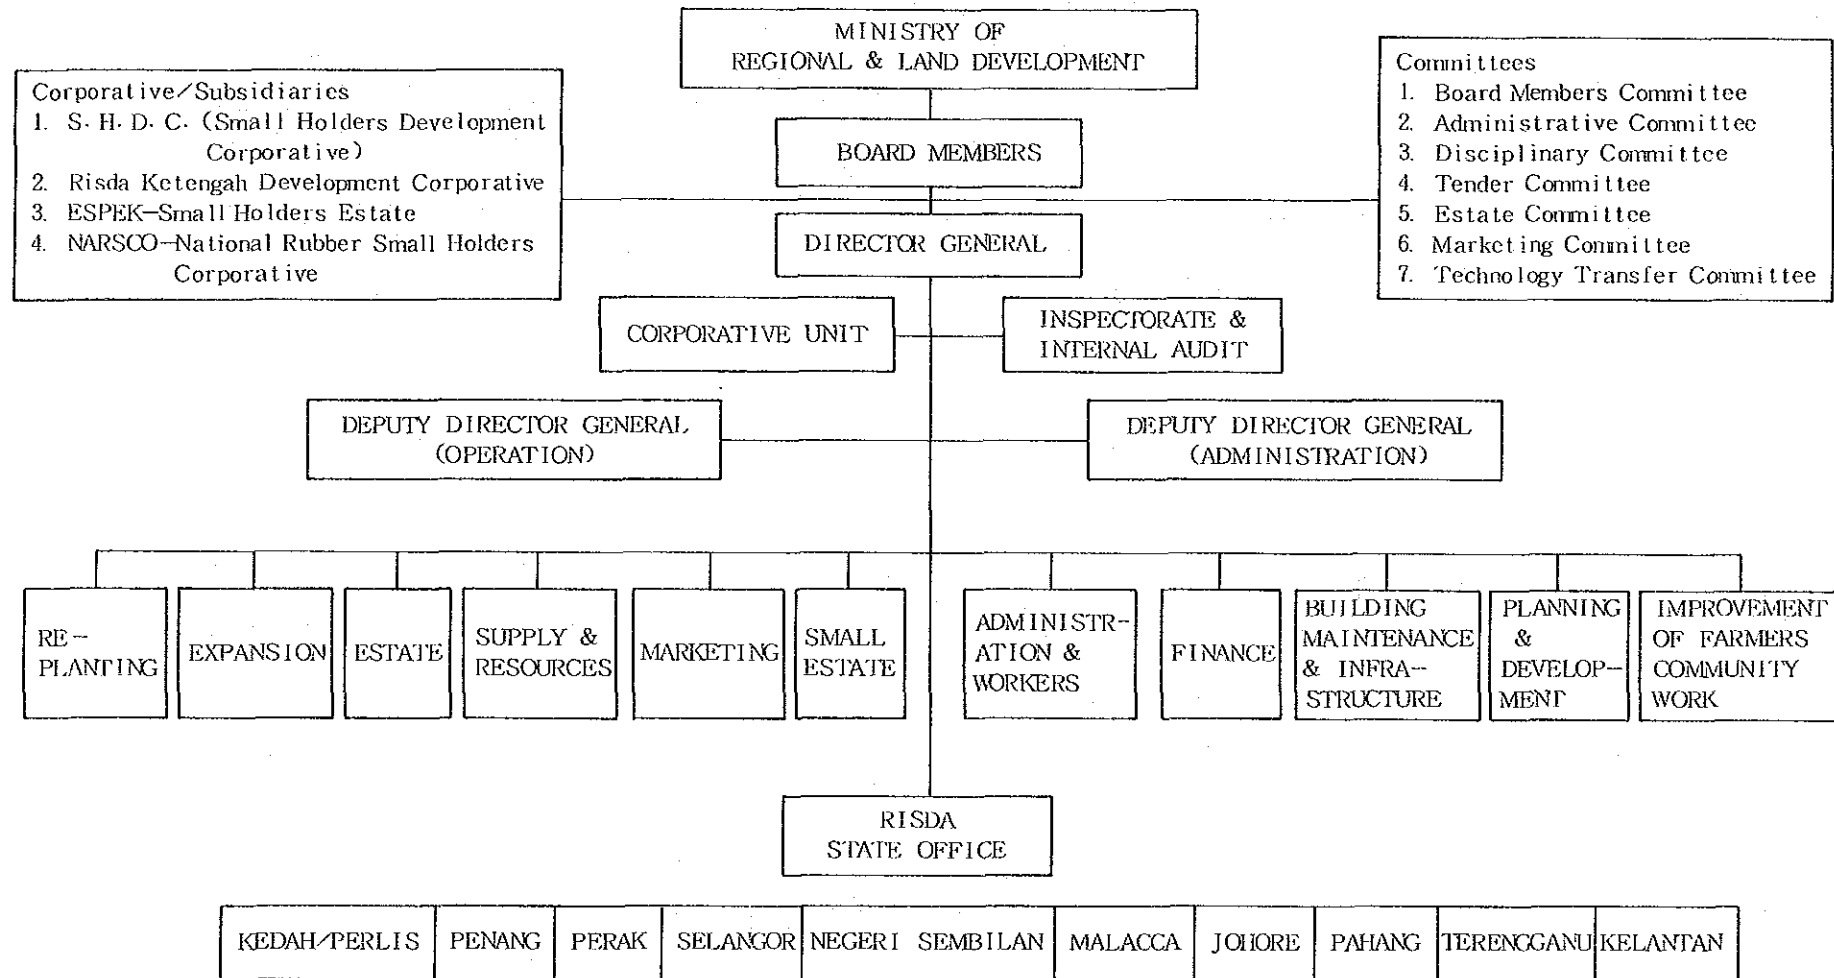 MINISTRY OF
REGIONAL & LAND DEVELOPMENT
Corporative/Subsidiaries
1. S. H. D. C. (Small Holders Development
Corporative)
2. Risda Ketengah Development Corporative
3. ESPEK-Small Holders Estate
4. NARSCO-National Rubber Small Holders
Corporative
BOARD MEMBERS
Committees
1. Board Members Committee
2. Administrative Committee
3. Disciplinary Committee
4. Tender Committee
5. Estate Committee
6. Marketing Committee
7. Technology Transfer Committee
DIRECTOR GENERAL
CORPORATIVE UNIT
INSPECTORATE &
INTERNAL AUDIT
DEPUTY DIRECTOR GENERAL
(OPERATION)
DEPUTY DIRECTOR GENERAL
(ADMINISTRATION)
RE-
PLANTING
EXPANSION
ESTATE
SUPPLY &
RESOURCES
MARKETING
SMALL
ESTATE
ADMINISTR-
ATION &
WORKERS
FINANCE
BUILDING
MAINTENANCE
& INFRA-
STRUCTURE
PLANNING
&
DEVELOP-
MENT
IMPROVEMENT
OF FARMERS
COMMUNITY
WORK
RISDA
STATE OFFICE
KEDAH/PERLIS PENANG PERAK SELANGOR NEGERI SEMBILAN MALACCA JOHORE PAHANG TERENGGANU KELANTAN